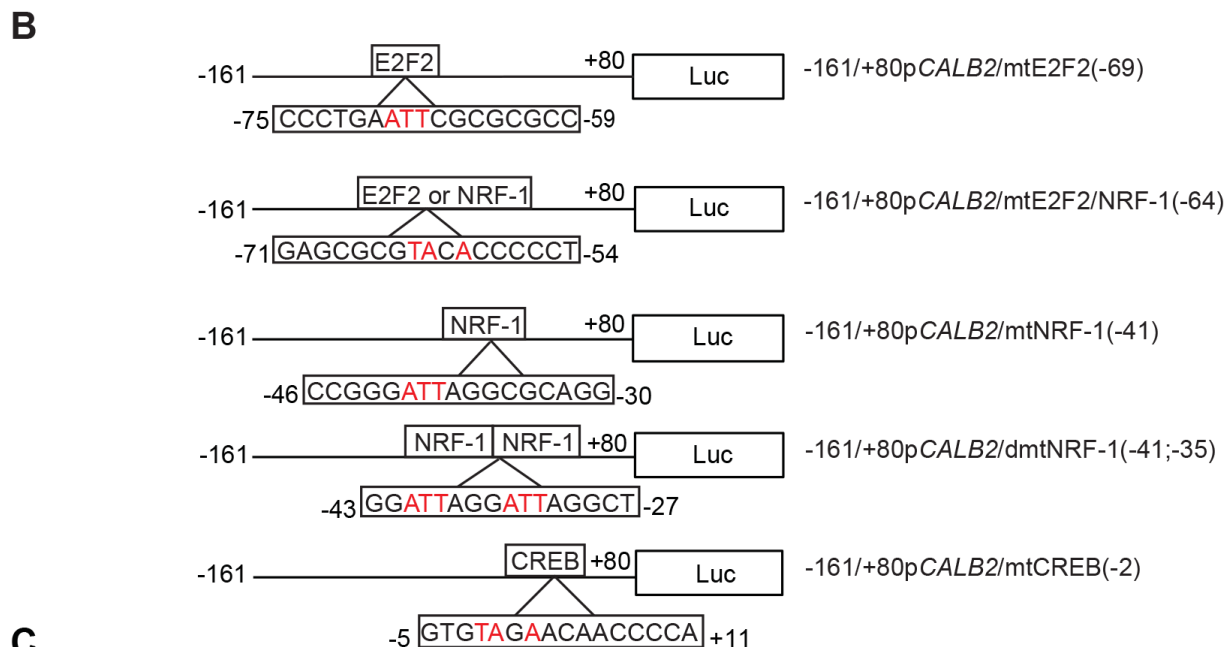 B
E2F2
-161 +80 Luc -161/+80pCALB2/mtE2F2(-69)
-75 CCCTGAATTCGCGCGCC -59
E2F2 or NRF-1
-161 +80 Luc -161/+80pCALB2/mtE2F2/NRF-1(-64)
-71 GAGCGCGTACACCCCCT -54
NRF-1
-161 +80 Luc -161/+80pCALB2/mtNRF-1(-41)
-46 CCGGGATTAGGCGCAGG -30
NRF-1 NRF-1
-161 +80 Luc -161/+80pCALB2/dmtNRF-1(-41;-35)
-43 GGATTAGGATTAGGCT -27
CREB
-161 +80 Luc -161/+80pCALB2/mtCREB(-2)
-5 GTGTAGAACAACCCCA +11
C